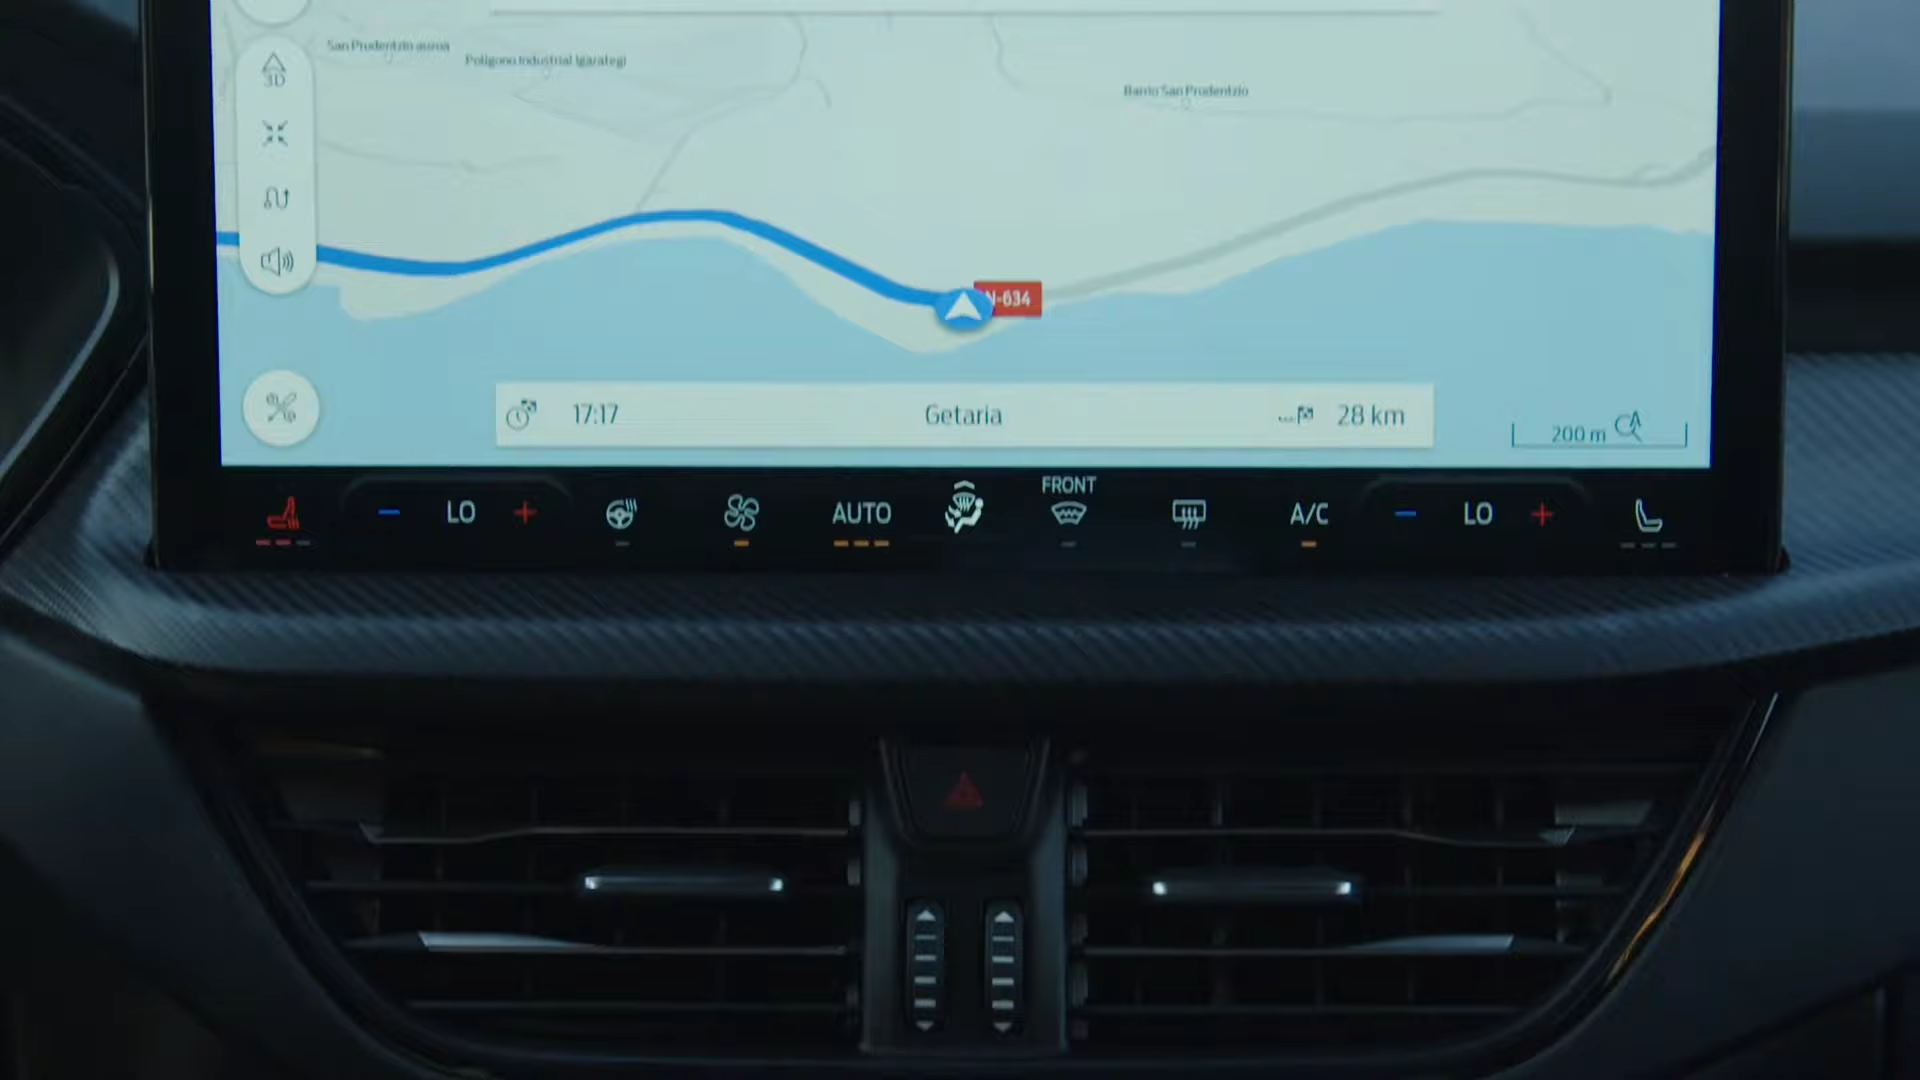 San Prudentzio auzoa
Poligono Industrial Igarategi
Barrio San Prudentzio
3D
N-634
17:17 Getaria 28 km
200 m
FRONT
LO AUTO A/C LO